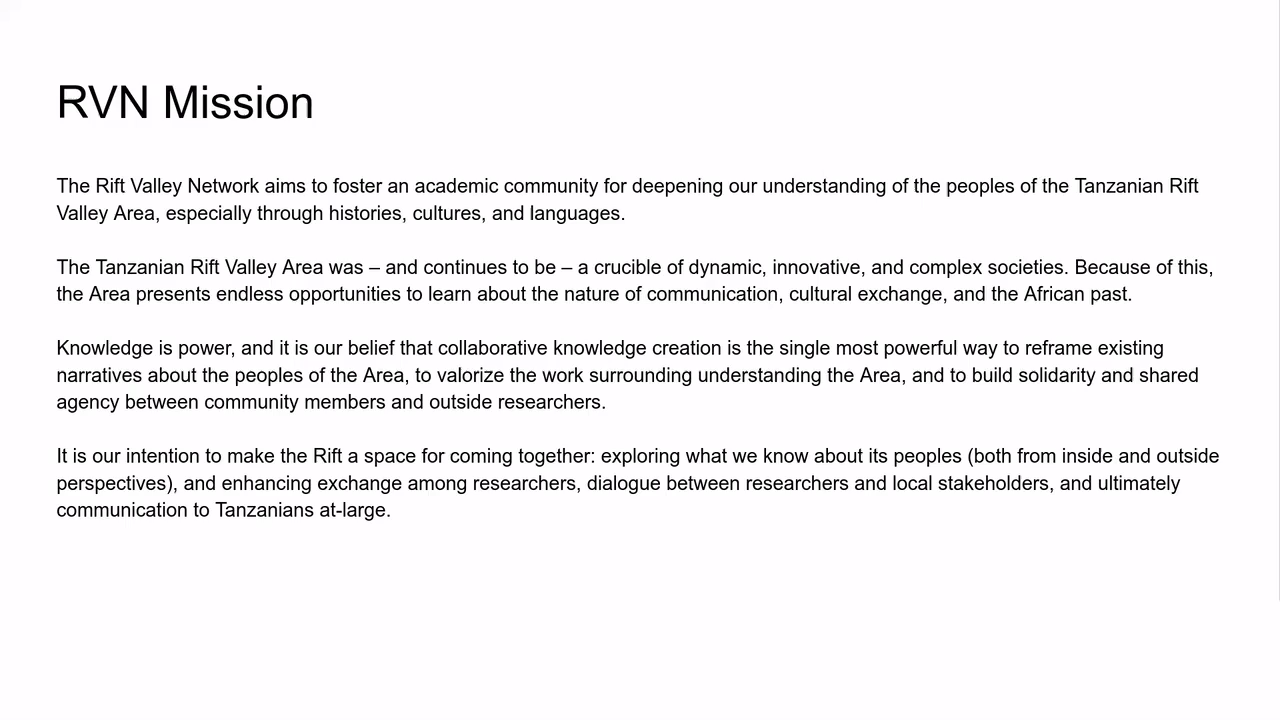 RVN Mission
The Rift Valley Network aims to foster an academic community for deepening our understanding of the peoples of the Tanzanian Rift
Valley Area, especially through histories, cultures, and languages.
The Tanzanian Rift Valley Area was – and continues to be – a crucible of dynamic, innovative, and complex societies. Because of this,
the Area presents endless opportunities to learn about the nature of communication, cultural exchange, and the African past.
Knowledge is power, and it is our belief that collaborative knowledge creation is the single most powerful way to reframe existing
narratives about the peoples of the Area, to valorize the work surrounding understanding the Area, and to build solidarity and shared
agency between community members and outside researchers.
It is our intention to make the Rift a space for coming together: exploring what we know about its peoples (both from inside and outside
perspectives), and enhancing exchange among researchers, dialogue between researchers and local stakeholders, and ultimately
communication to Tanzanians at-large.